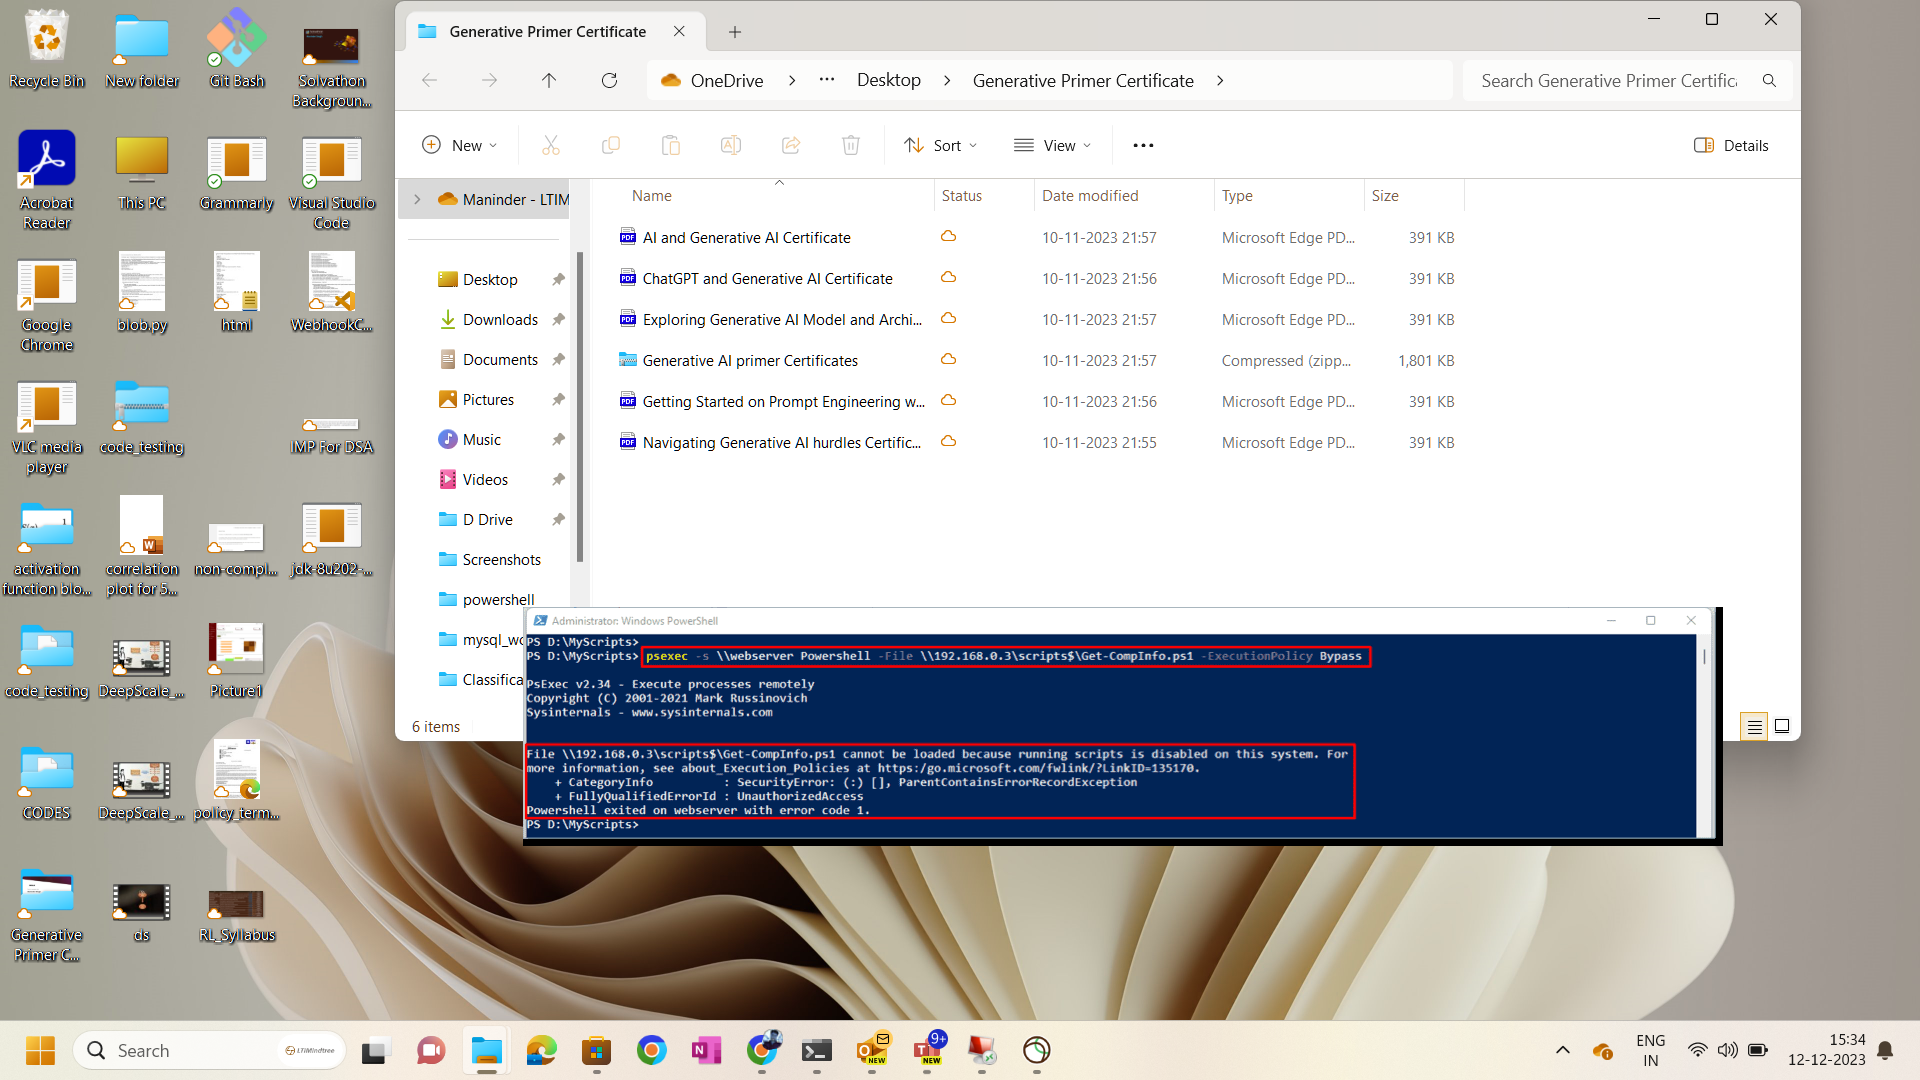 Recycle Bin
New folder
Git Bash
Solvathon Backgroun...
Acrobat Reader
This PC
Grammarly
Visual Studio Code
Google Chrome
blob.py
html
WebhookC...
VLC media player
code_testing
IMP For DSA
activation function blo...
correlation plot for 5...
non-compl...
jdk-8u202-...
code_testing
DeepScale_...
Picture1
CODES
DeepScale_...
policy_term...
Generative Primer C...
ds
RL_Syllabus
Generative Primer Certificate
OneDrive
...
Desktop
Generative Primer Certificate
Search Generative Primer Certific
New
Sort
View
...
Details
Maninder - LTIM
Desktop
Downloads
Documents
Pictures
Music
Videos
D Drive
Screenshots
powershell
mysql_wo
Classifica
6 items
Name Status Date modified Type Size
AI and Generative AI Certificate 10-11-2023 21:57 Microsoft Edge PD... 391 KB
ChatGPT and Generative AI Certificate 10-11-2023 21:56 Microsoft Edge PD... 391 KB
Exploring Generative AI Model and Archi... 10-11-2023 21:57 Microsoft Edge PD... 391 KB
Generative AI primer Certificates 10-11-2023 21:57 Compressed (zipp... 1,801 KB
Getting Started on Prompt Engineering w... 10-11-2023 21:56 Microsoft Edge PD... 391 KB
Navigating Generative AI hurdles Certific... 10-11-2023 21:55 Microsoft Edge PD... 391 KB
Administrator: Windows PowerShell
PS D:\MyScripts>
PS D:\MyScripts> psexec -s \\webserver Powershell -File \\192.168.0.3\scripts$\Get-CompInfo.ps1 -ExecutionPolicy Bypass
PsExec v2.34 - Execute processes remotely
Copyright (C) 2001-2021 Mark Russinovich
Sysinternals - www.sysinternals.com
File \\192.168.0.3\scripts$\Get-CompInfo.ps1 cannot be loaded because running scripts is disabled on this system. For
more information, see about_Execution_Policies at https:/go.microsoft.com/fwlink/?LinkID=135170.
+ CategoryInfo : SecurityError: (:) [], ParentContainsErrorRecordException
+ FullyQualifiedErrorId : UnauthorizedAccess
Powershell exited on webserver with error code 1.
PS D:\MyScripts>
Search
LTIMindtree
NEW
9+
NEW
ENG
IN
15:34
12-12-2023